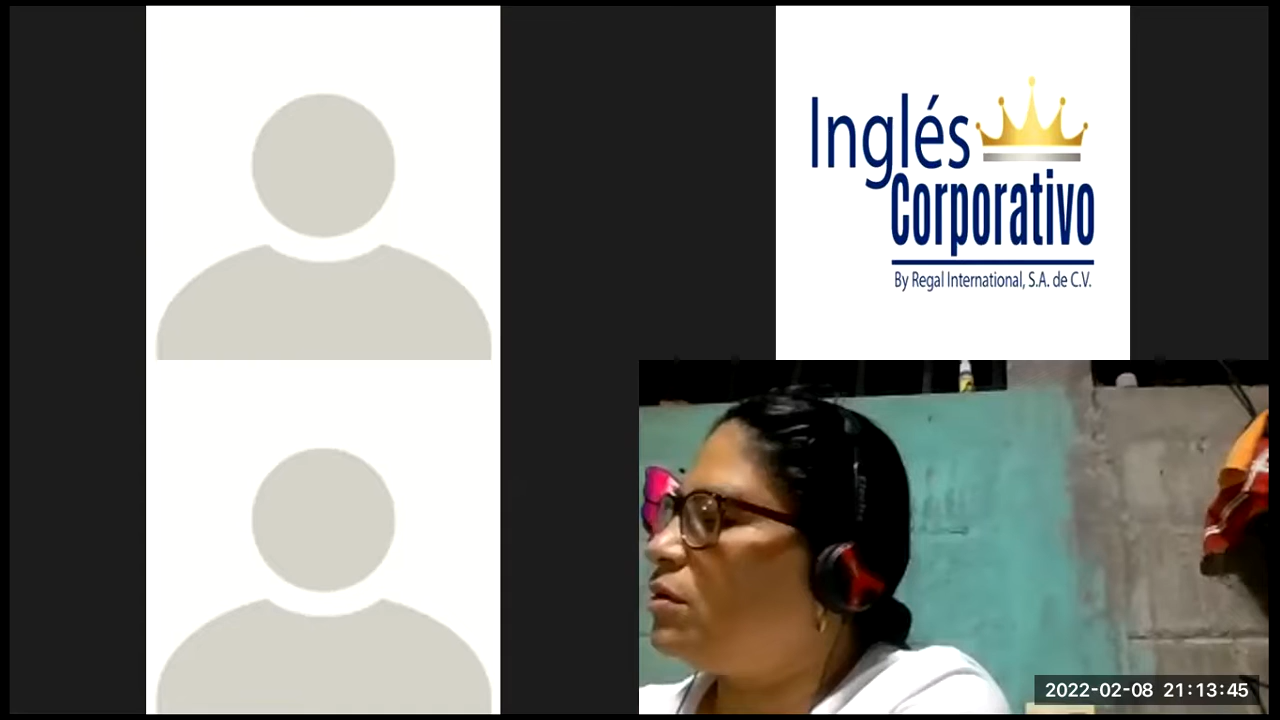 Inglés
Corporativo
By Regal International, S.A. de C.V.
2022-02-08 21:13:45